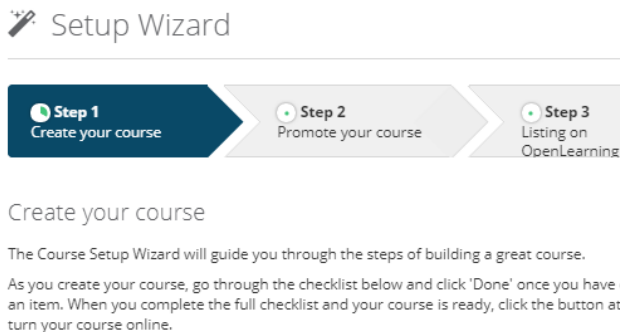 Setup Wizard
Step 1
Create your course
Step 2
Promote your course
Step 3
Listing on
OpenLearning
Create your course
The Course Setup Wizard will guide you through the steps of building a great course.
As you create your course, go through the checklist below and click 'Done' once you have
an item. When you complete the full checklist and your course is ready, click the button at
turn your course online.